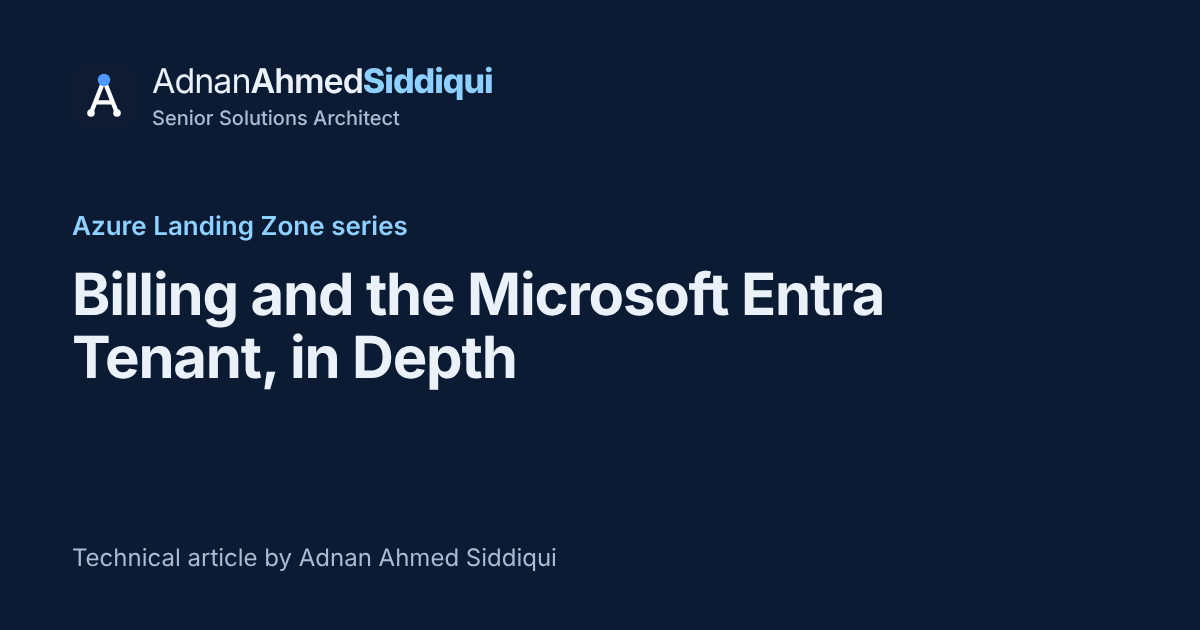 AdnanAhmedSiddiqui
Senior Solutions Architect
Azure Landing Zone series
Billing and the Microsoft Entra
Tenant, in Depth
Technical article by Adnan Ahmed Siddiqui